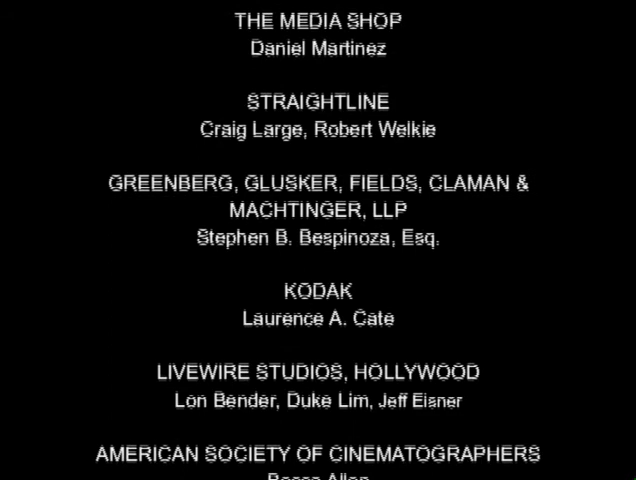 THE MEDIA SHOP
Daniel Martinez
STRAIGHTLINE
Craig Large, Robert Welkie
GREENBERG, GLUSKER, FIELDS, CLAMAN &
MACHTINGER, LLP
Stephen B. Bespinoza, Esq.
KODAK
Laurence A. Cate
LIVEWIRE STUDIOS, HOLLYWOOD
Lon Bender, Duke Lim, Jeff Eisner
AMERICAN SOCIETY OF CINEMATOGRAPHERS